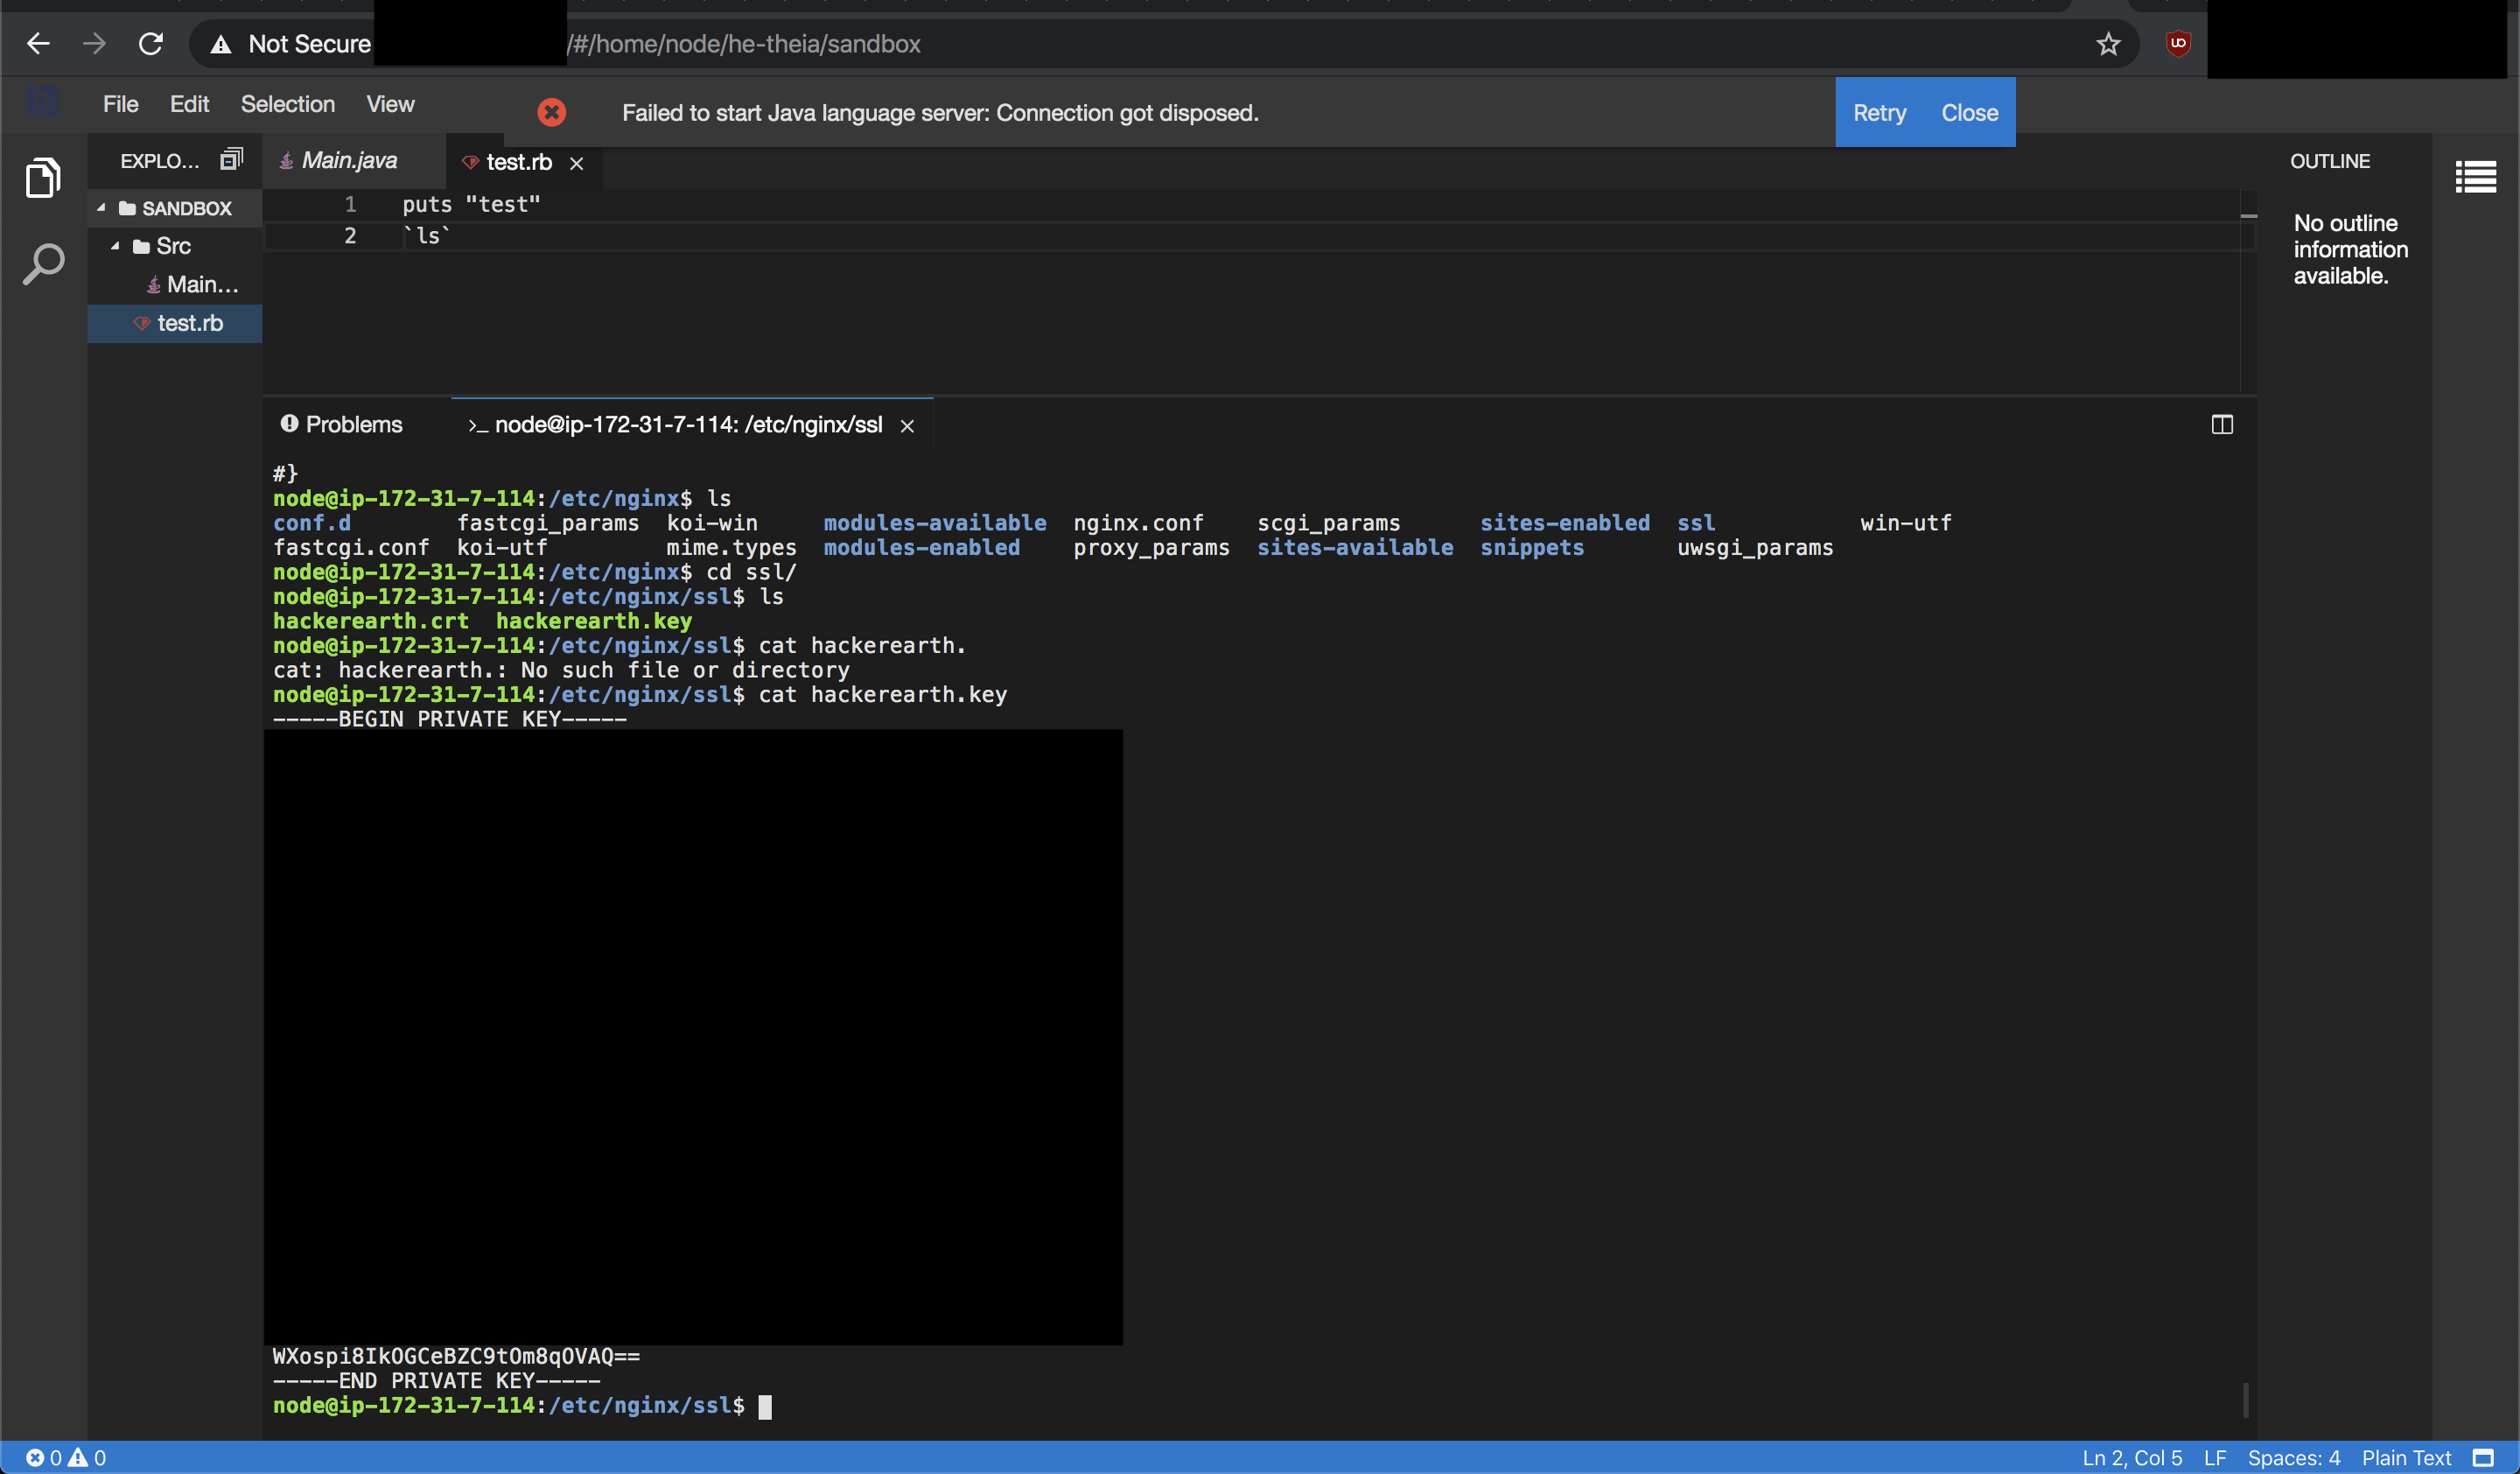 Not Secure /#/home/node/he-theia/sandbox
File Edit Selection View
Failed to start Java language server: Connection got disposed. Retry Close
EXPLO... Main.java test.rb OUTLINE
SANDBOX
Src
Main...
test.rb
1 puts "test"
2 `ls`
No outline
information
available.
Problems >_ node@ip-172-31-7-114: /etc/nginx/ssl
#}
node@ip-172-31-7-114:/etc/nginx$ ls
conf.d fastcgi_params koi-win modules-available nginx.conf scgi_params sites-enabled ssl win-utf
fastcgi.conf koi-utf mime.types modules-enabled proxy_params sites-available snippets uwsgi_params
node@ip-172-31-7-114:/etc/nginx$ cd ssl/
node@ip-172-31-7-114:/etc/nginx/ssl$ ls
hackerearth.crt hackerearth.key
node@ip-172-31-7-114:/etc/nginx/ssl$ cat hackerearth.
cat: hackerearth.: No such file or directory
node@ip-172-31-7-114:/etc/nginx/ssl$ cat hackerearth.key
-----BEGIN PRIVATE KEY-----
WXospi8IkOGCeBZC9tOm8qOVAQ==
-----END PRIVATE KEY-----
node@ip-172-31-7-114:/etc/nginx/ssl$
0 0 Ln 2, Col 5 LF Spaces: 4 Plain Text